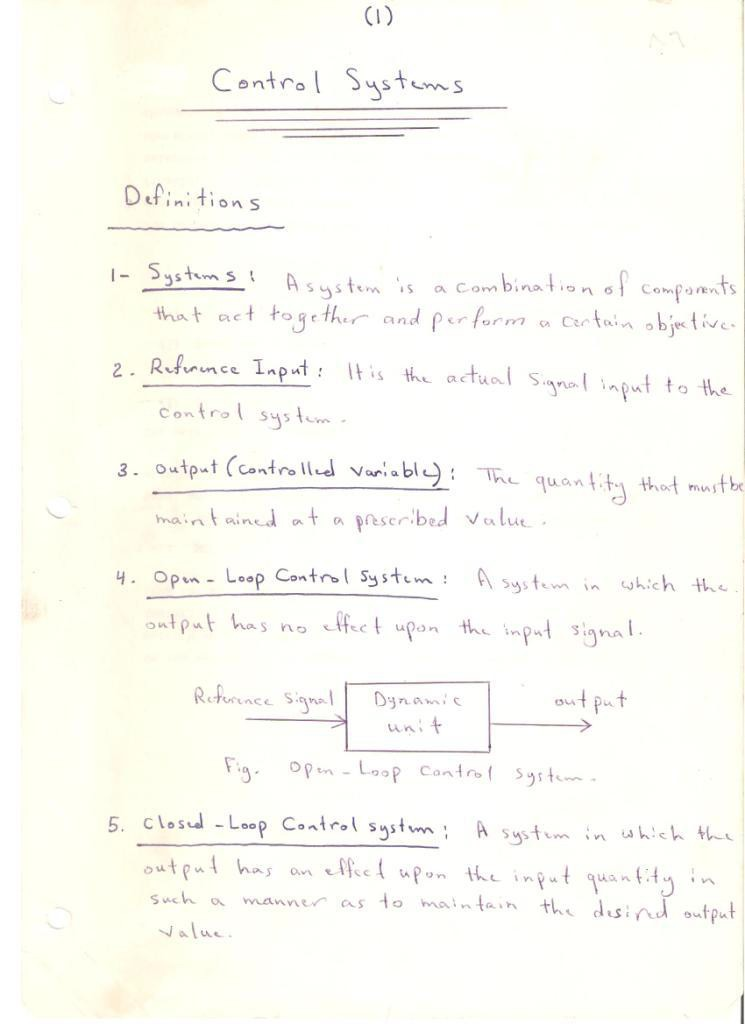 (1)
Control Systems
Definitions
1- Systems: A system is a combination of components
that act together and perform a certain objective.
2. Reference Input: It is the actual signal input to the
control system.
3. output (controlled variable): The quantity that must be
maintained at a prescribed value.
4. Open-Loop Control System: A system in which the
output has no effect upon the input signal.
Reference signal
Dynamic
unit
output
Fig. Open-Loop Control system.
5. Closed-Loop Control system: A system in which the
output has an effect upon the input quantity in
such a manner as to maintain the desired output
value.